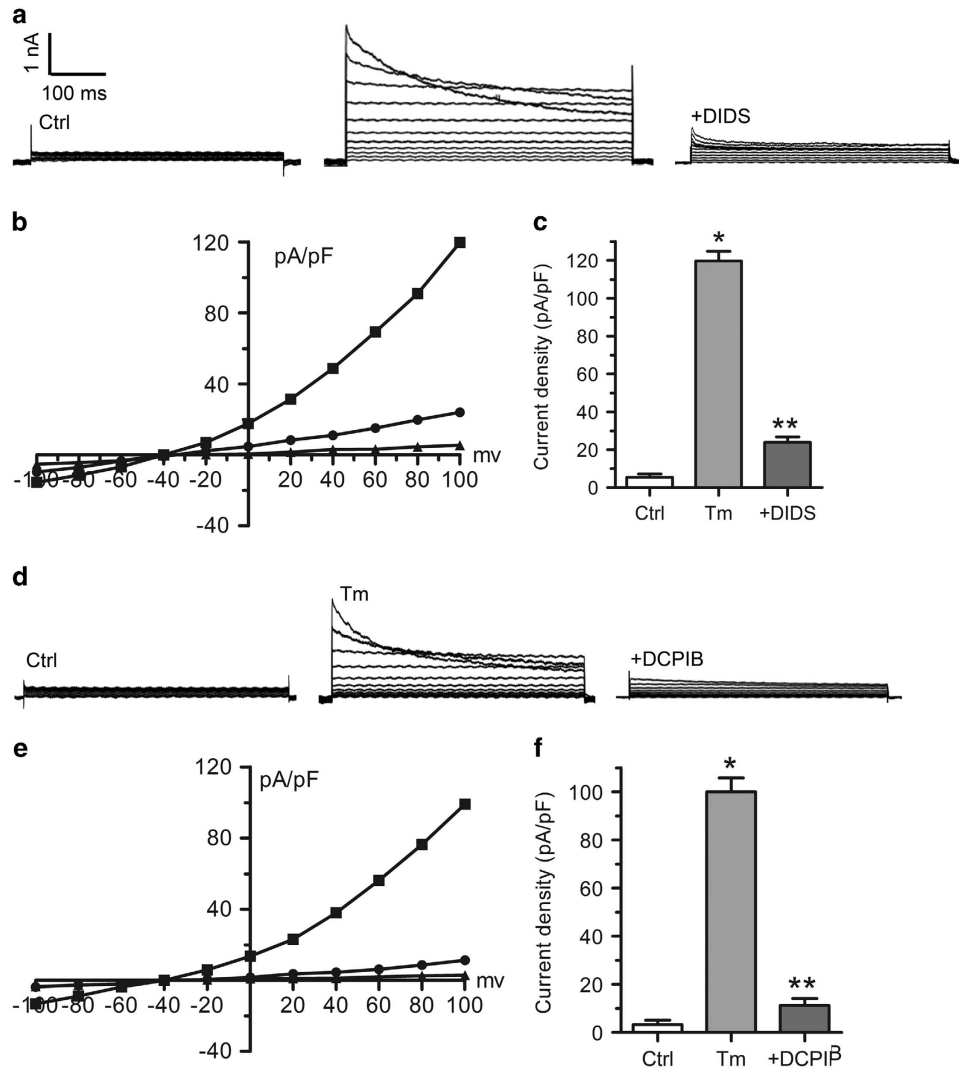 a
1 nA
100 ms
Ctrl
+DIDS
b
pA/pF
120
80
40
-40
-100 -80 -60 -40 -20 20 40 60 80 100
mv
c
Current density (pA/pF)
120
100
80
60
40
20
0
*
**
Ctrl Tm +DIDS
d
Ctrl
Tm
+DCPIB
e
pA/pF
120
80
40
-40
-100 -80 -60 -40 -20 20 40 60 80 100
mv
f
Current density (pA/pF)
100
80
60
40
20
0
*
**
Ctrl Tm +DCPIB